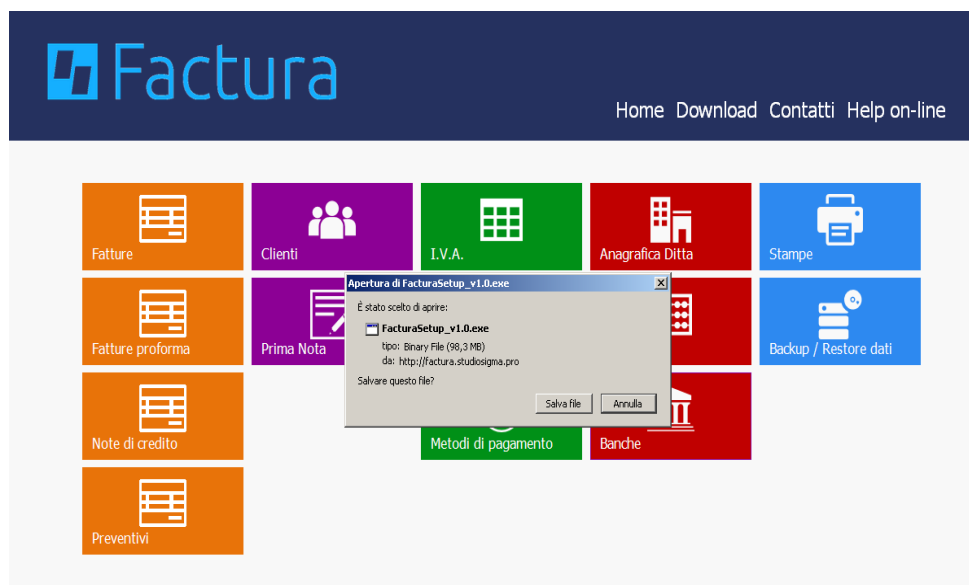 Factura
Home Download Contatti Help on-line
Fatture
Clienti
I.V.A.
Anagrafica Ditta
Stampe
Apertura di FacturaSetup_v1.0.exe
È stato scelto di aprire:
FacturaSetup_v1.0.exe
tipo: Binary File (98,3 MB)
da: http://factura.studiosigma.pro
Salvare questo file?
Salva file
Annulla
Fatture proforma
Prima Nota
Backup / Restore dati
Note di credito
Metodi di pagamento
Banche
Preventivi